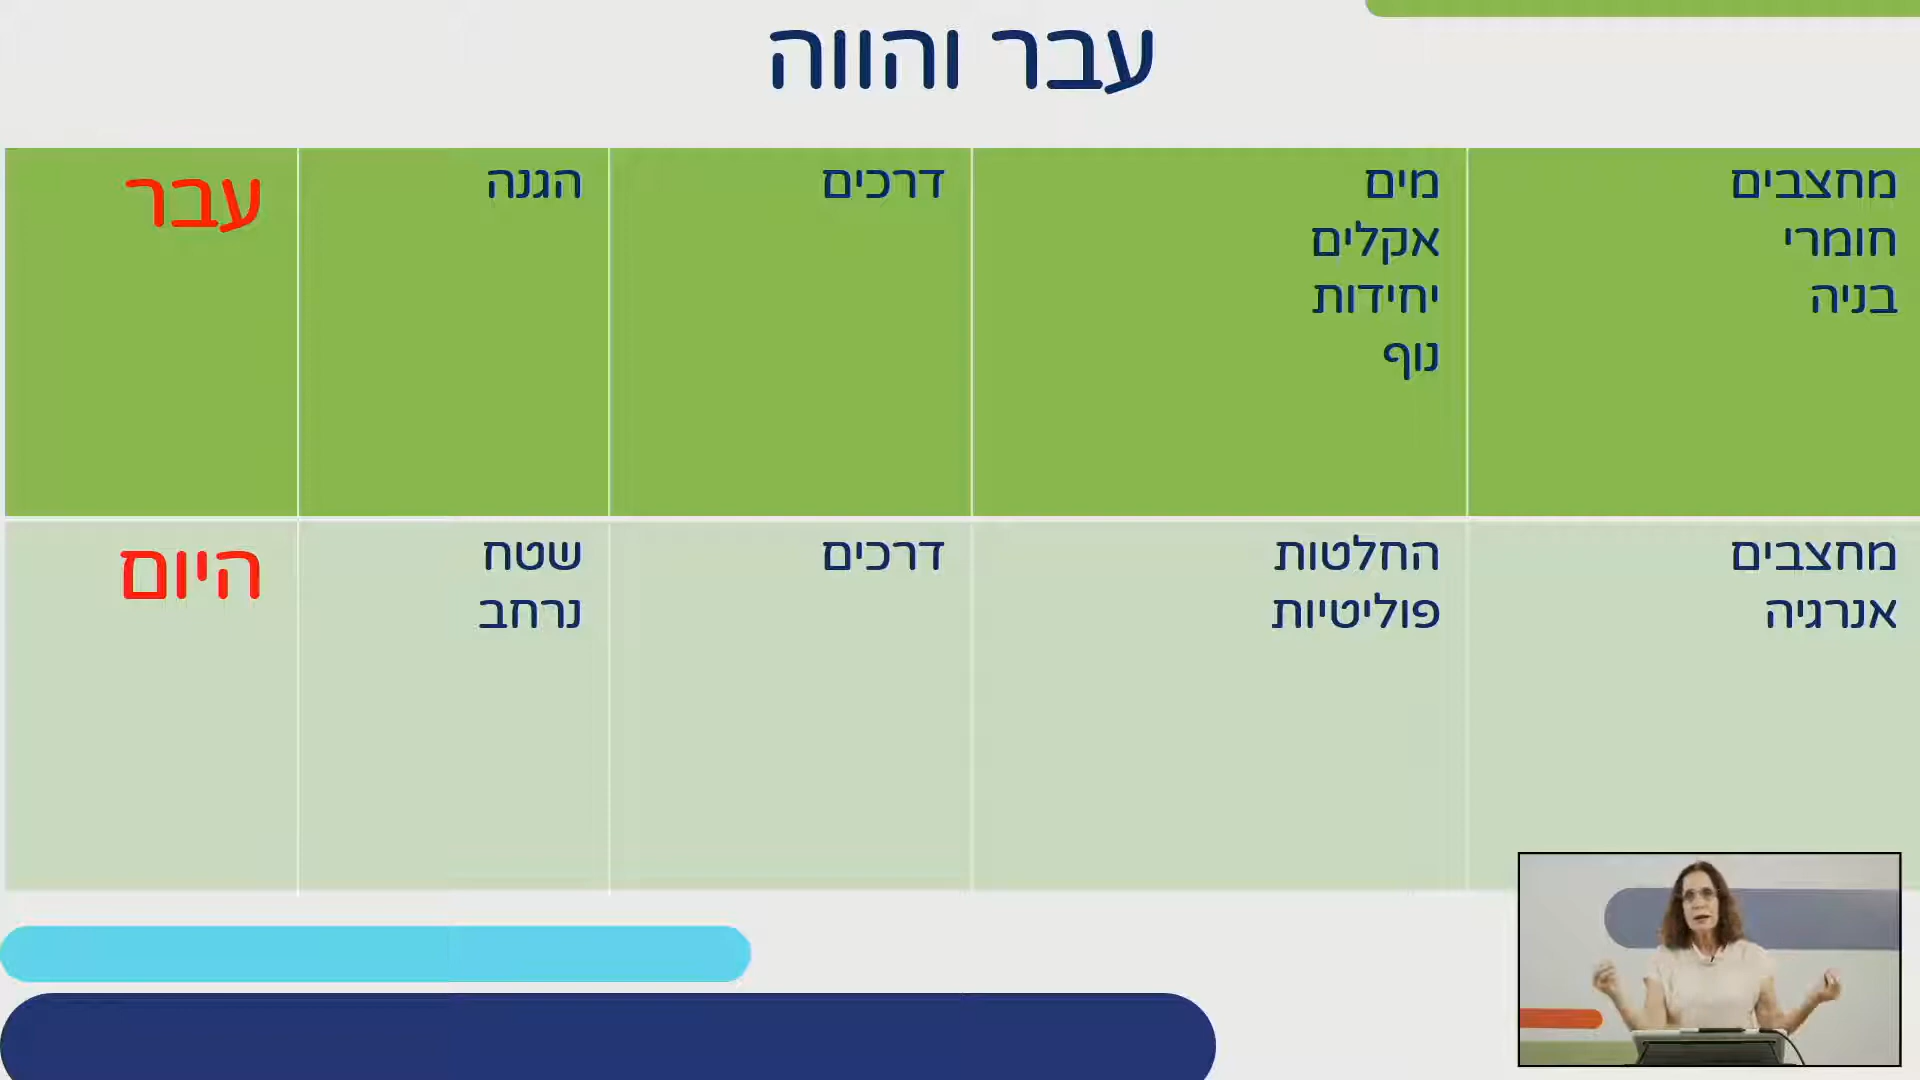 עבר והווה
מחצבים
חומרי
בניה
מים
אקלים
יחידות
נוף
דרכים
הגנה
עבר
מחצבים
אנרגיה
החלטות
פוליטיות
דרכים
שטח
נרחב
היום